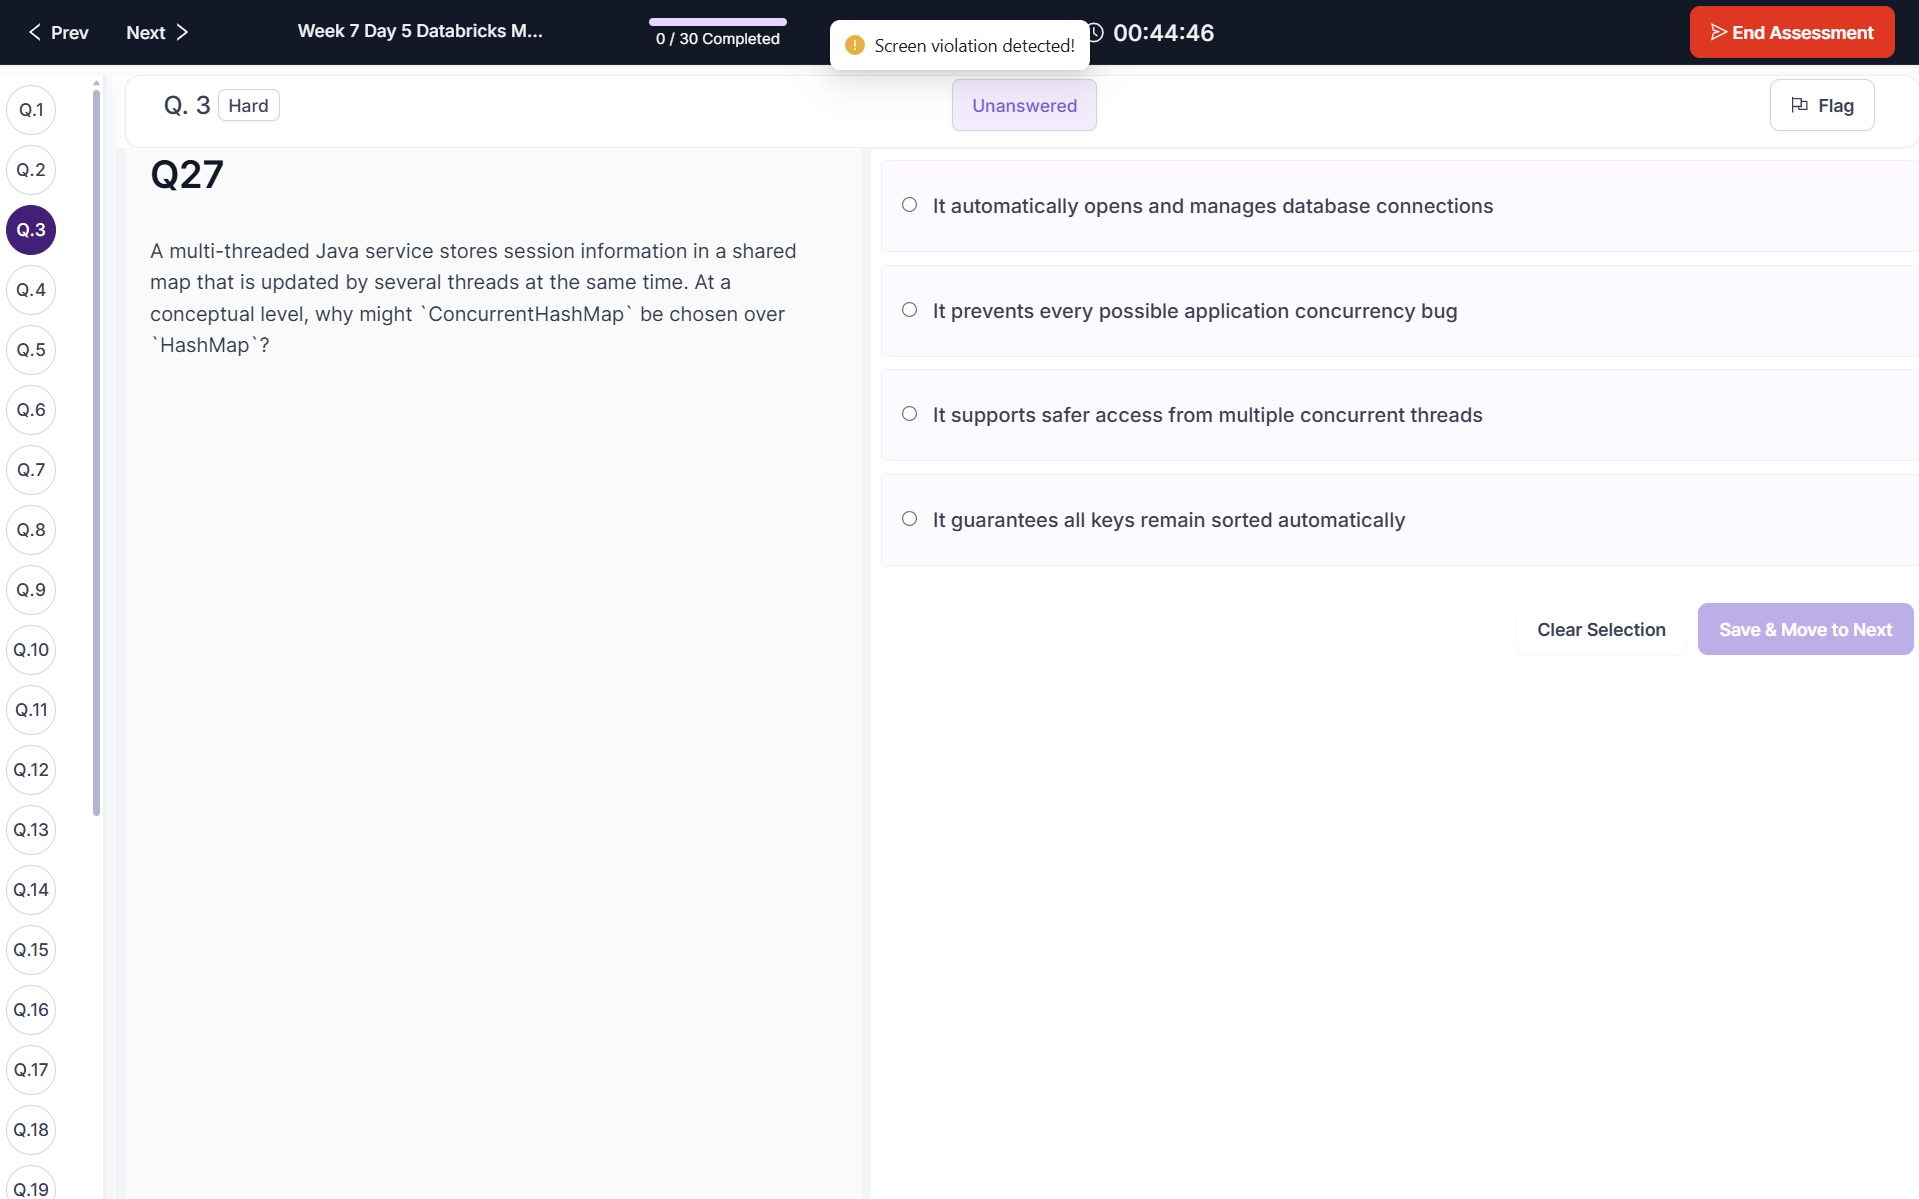 Prev
Next
Week 7 Day 5 Databricks M...
0 / 30 Completed
Screen violation detected!
00:44:46
End Assessment
Q.1
Q.2
Q.3
Q.4
Q.5
Q.6
Q.7
Q.8
Q.9
Q.10
Q.11
Q.12
Q.13
Q.14
Q.15
Q.16
Q.17
Q.18
Q.19
Q. 3
Hard
Unanswered
Flag
Q27
A multi-threaded Java service stores session information in a shared
map that is updated by several threads at the same time. At a
conceptual level, why might `ConcurrentHashMap` be chosen over
`HashMap`?
It automatically opens and manages database connections
It prevents every possible application concurrency bug
It supports safer access from multiple concurrent threads
It guarantees all keys remain sorted automatically
Clear Selection
Save & Move to Next